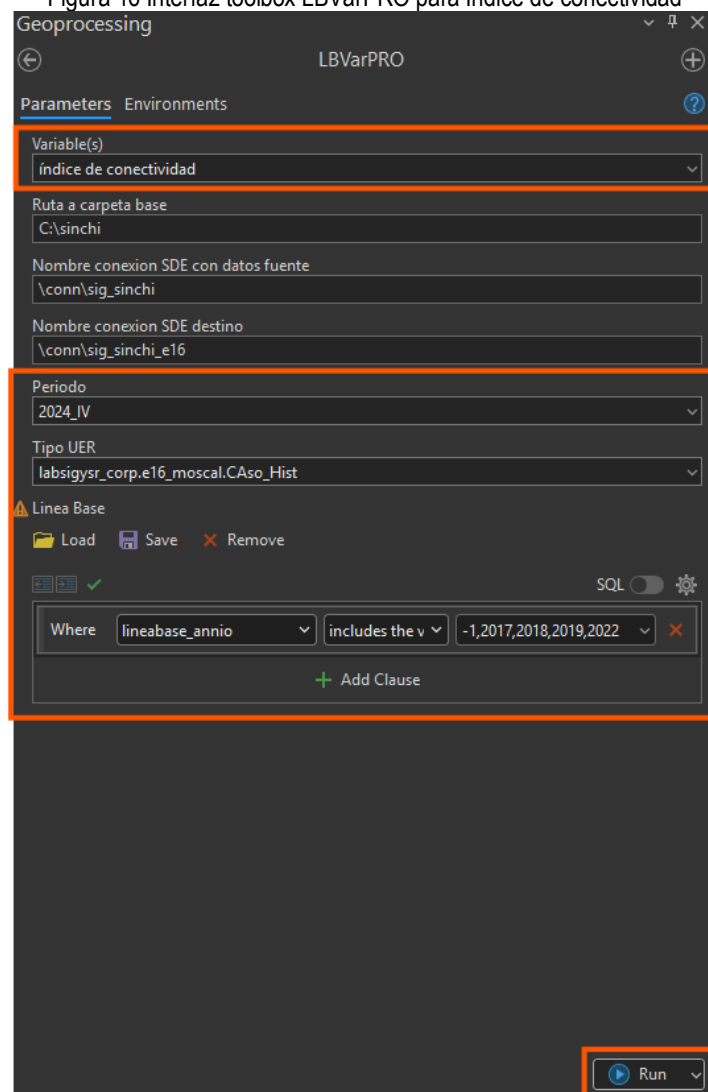 Figura 10 Interfaz toolbox LBVarPRO para índice de conectividad
Geoprocessing
LBVarPRO
Parameters Environments
Variable(s)
índice de conectividad
Ruta a carpeta base
C:\sinchi
Nombre conexion SDE con datos fuente
\conn\sig_sinchi
Nombre conexion SDE destino
\conn\sig_sinchi_e16
Periodo
2024_IV
Tipo UER
labsigysr_corp.e16_moscal.CAso_Hist
Linea Base
Load Save Remove
SQL
Where lineabase_annio includes the v -1,2017,2018,2019,2022
Add Clause
Run